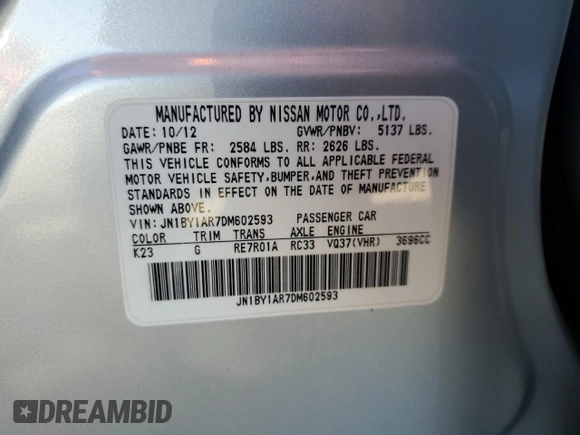 MANUFACTURED BY NISSAN MOTOR CO.,LTD.
DATE: 10/12 GVWR/PNBV: 5137 LBS.
GAWR/PNBE FR: 2584 LBS. RR: 2626 LBS.
THIS VEHICLE CONFORMS TO ALL APPLICABLE FEDERAL
MOTOR VEHICLE SAFETY,BUMPER,AND THEFT PREVENTION
STANDARDS IN EFFECT ON THE DATE OF MANUFACTURE
SHOWN ABOVE.
VIN: JN1BY1AR7DM602593 PASSENGER CAR
COLOR TRIM TRANS AXLE ENGINE
K23 G RE7R01A RC33 VQ37(VHR) 3696CC
JN1BY1AR7DM602593
DREAMBID